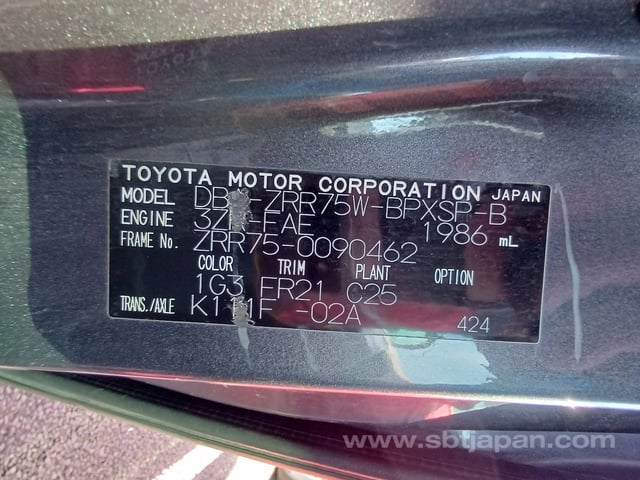 TOYOTA MOTOR CORPORATION JAPAN
MODEL ZRR75W-BPXSP-B
ENGINE 1986 mL
FRAME No. ZRR75-0090462
COLOR TRIM PLANT OPTION
1G3 FR21 C25
TRANS./AXLE -02A 424
www.sbtjapan.com